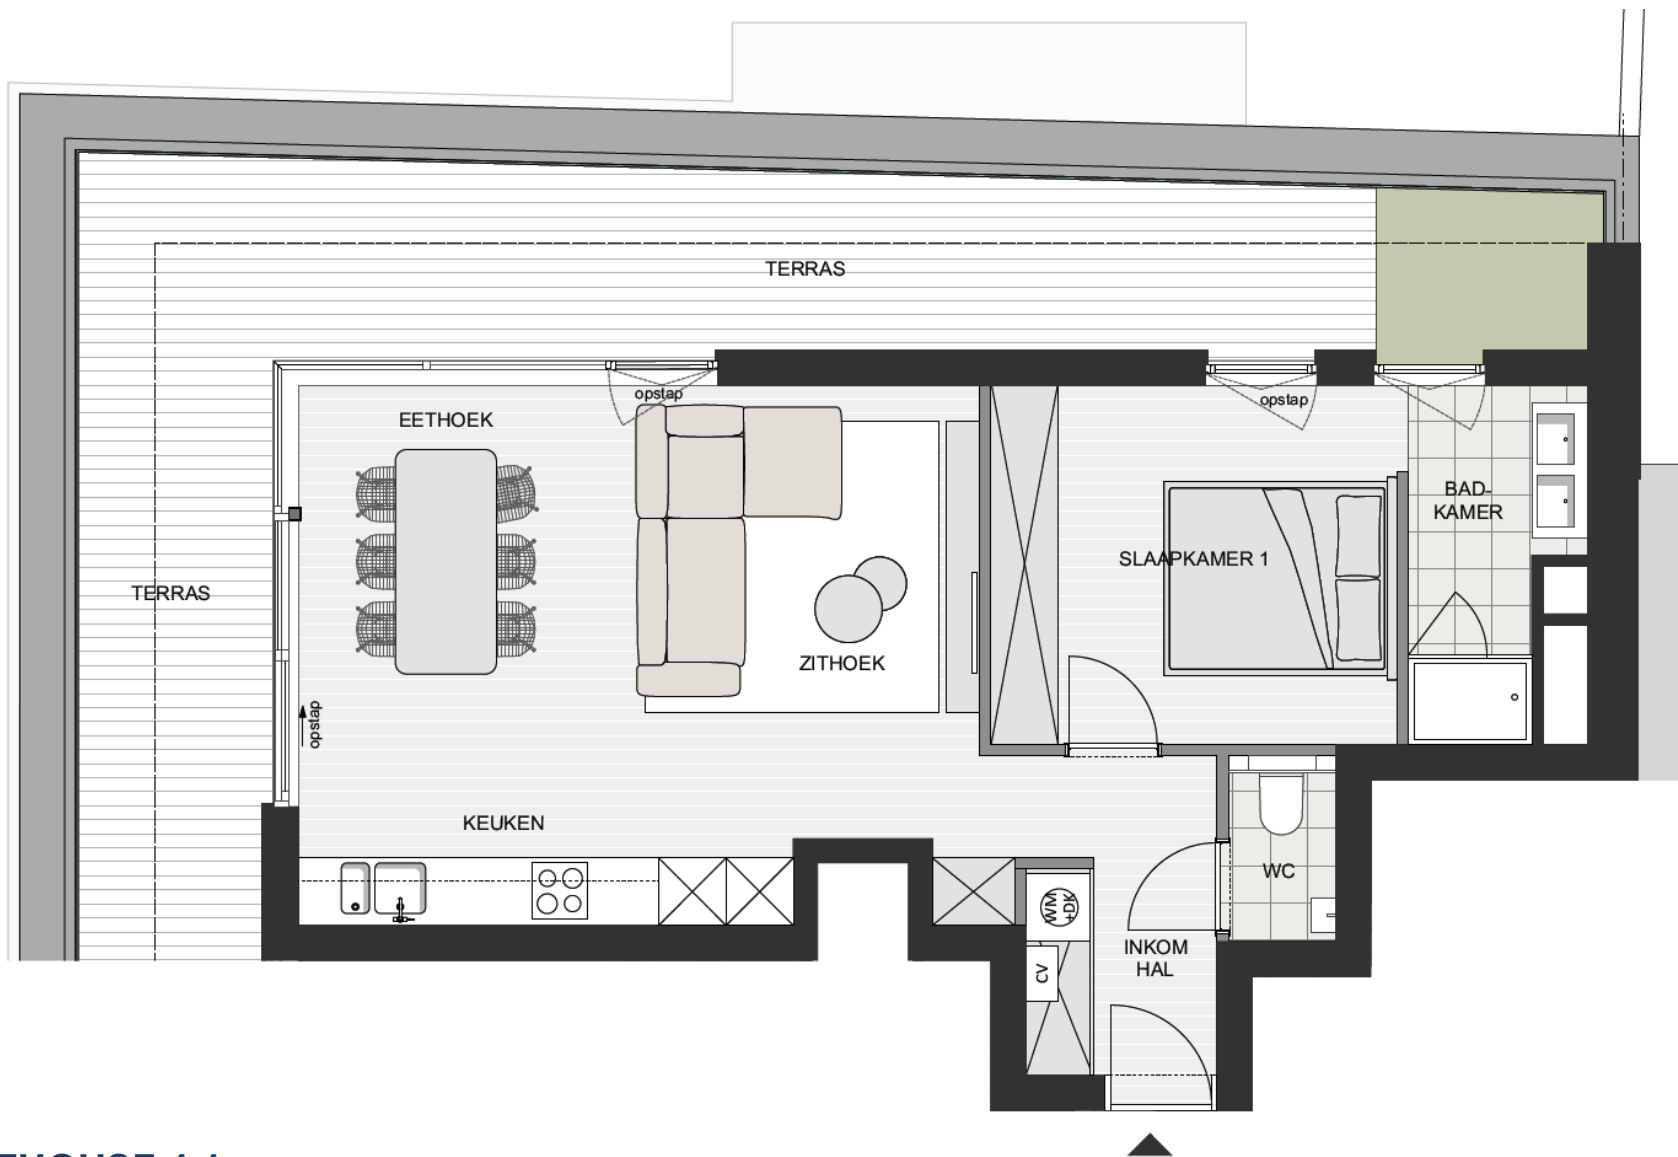 TERRAS
opstap
opstap
EETHOEK
BAD-
KAMER
SLAAPKAMER 1
TERRAS
ZITHOEK
opstap
KEUKEN
WC
WM
+DK
INKOM
HAL
CV